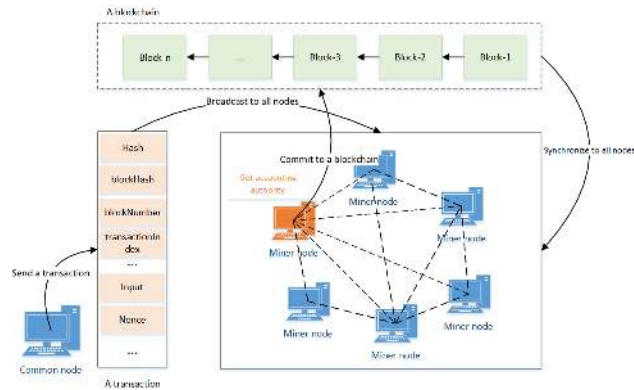 A blockchain
Block-n
...
Block-3
Block-2
Block-1
Broadcast to all nodes
Synchronize to all nodes
Hash
blockHash
blockNumber
transactionIn
dex
...
Input
Nonce
...
A transaction
Send a transaction
Common node
Commit to a blockchain
Get accounting
authority
Miner node
Miner node
Miner node
Miner node
Miner node
Miner node